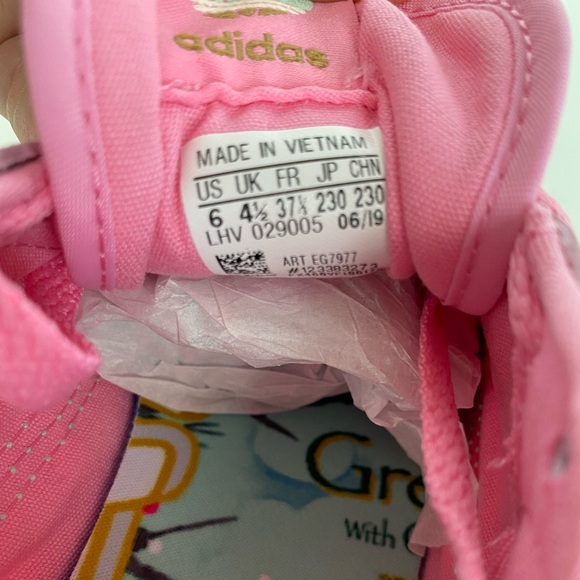 adidas
MADE IN VIETNAM
US UK FR JP CHN
6 4½ 37⅓ 230 230
LHV 029005 06/19
ART EG7977
Gre
With